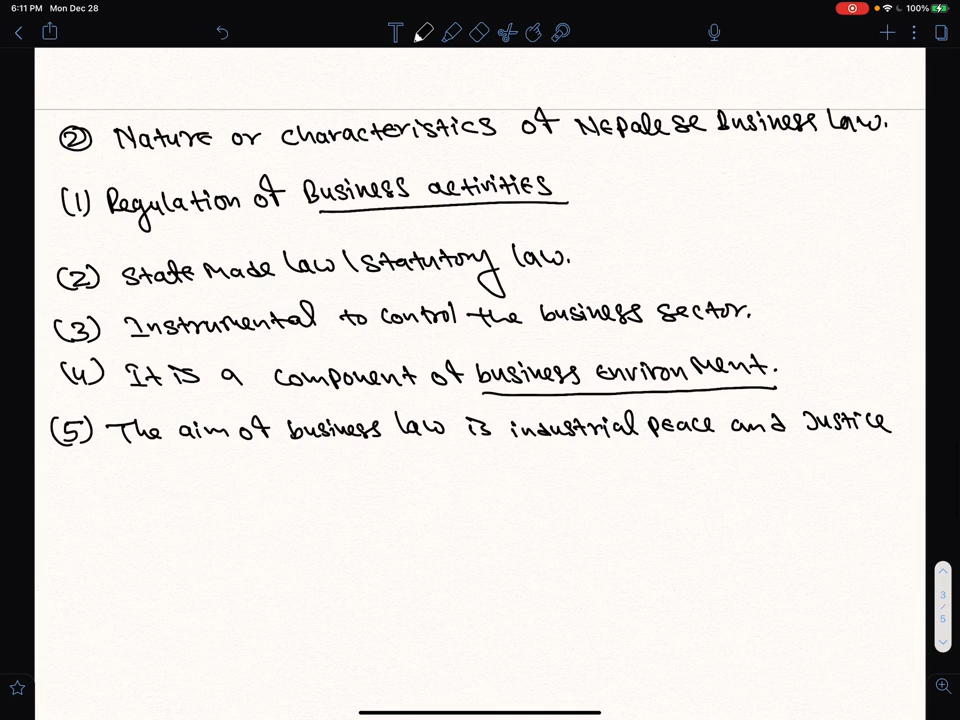 6:11 PM Mon Dec 28
100%
② Nature or characteristics of Nepalese Business Law.
(1) Regulation of Business activities
(2) State Made Law / Statutory law.
(3) Instrumental to control the business sector.
(4) It is a component of business environment.
(5) The aim of business law is industrial peace and Justice
3
/
5